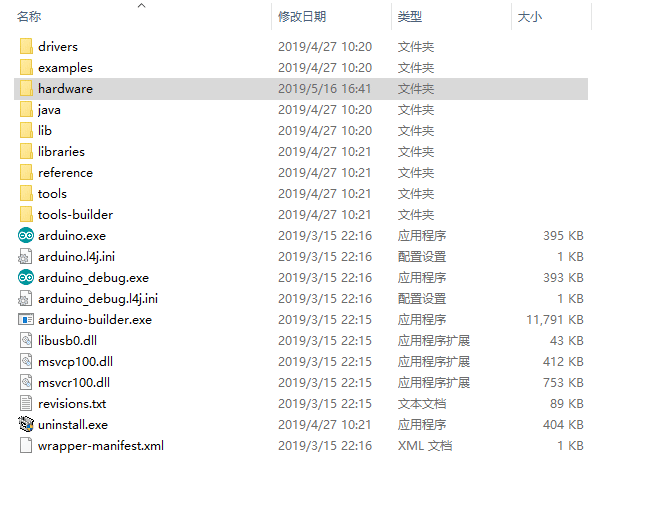 名称 修改日期 类型 大小
drivers 2019/4/27 10:20 文件夹
examples 2019/4/27 10:20 文件夹
hardware 2019/5/16 16:41 文件夹
java 2019/4/27 10:20 文件夹
lib 2019/4/27 10:20 文件夹
libraries 2019/4/27 10:21 文件夹
reference 2019/4/27 10:21 文件夹
tools 2019/4/27 10:21 文件夹
tools-builder 2019/4/27 10:21 文件夹
arduino.exe 2019/3/15 22:16 应用程序 395 KB
arduino.l4j.ini 2019/3/15 22:16 配置设置 1 KB
arduino_debug.exe 2019/3/15 22:16 应用程序 393 KB
arduino_debug.l4j.ini 2019/3/15 22:16 配置设置 1 KB
arduino-builder.exe 2019/3/15 22:15 应用程序 11,791 KB
libusb0.dll 2019/3/15 22:15 应用程序扩展 43 KB
msvcp100.dll 2019/3/15 22:15 应用程序扩展 412 KB
msvcr100.dll 2019/3/15 22:15 应用程序扩展 753 KB
revisions.txt 2019/3/15 22:15 文本文档 89 KB
uninstall.exe 2019/4/27 10:21 应用程序 404 KB
wrapper-manifest.xml 2019/3/15 22:16 XML 文档 1 KB